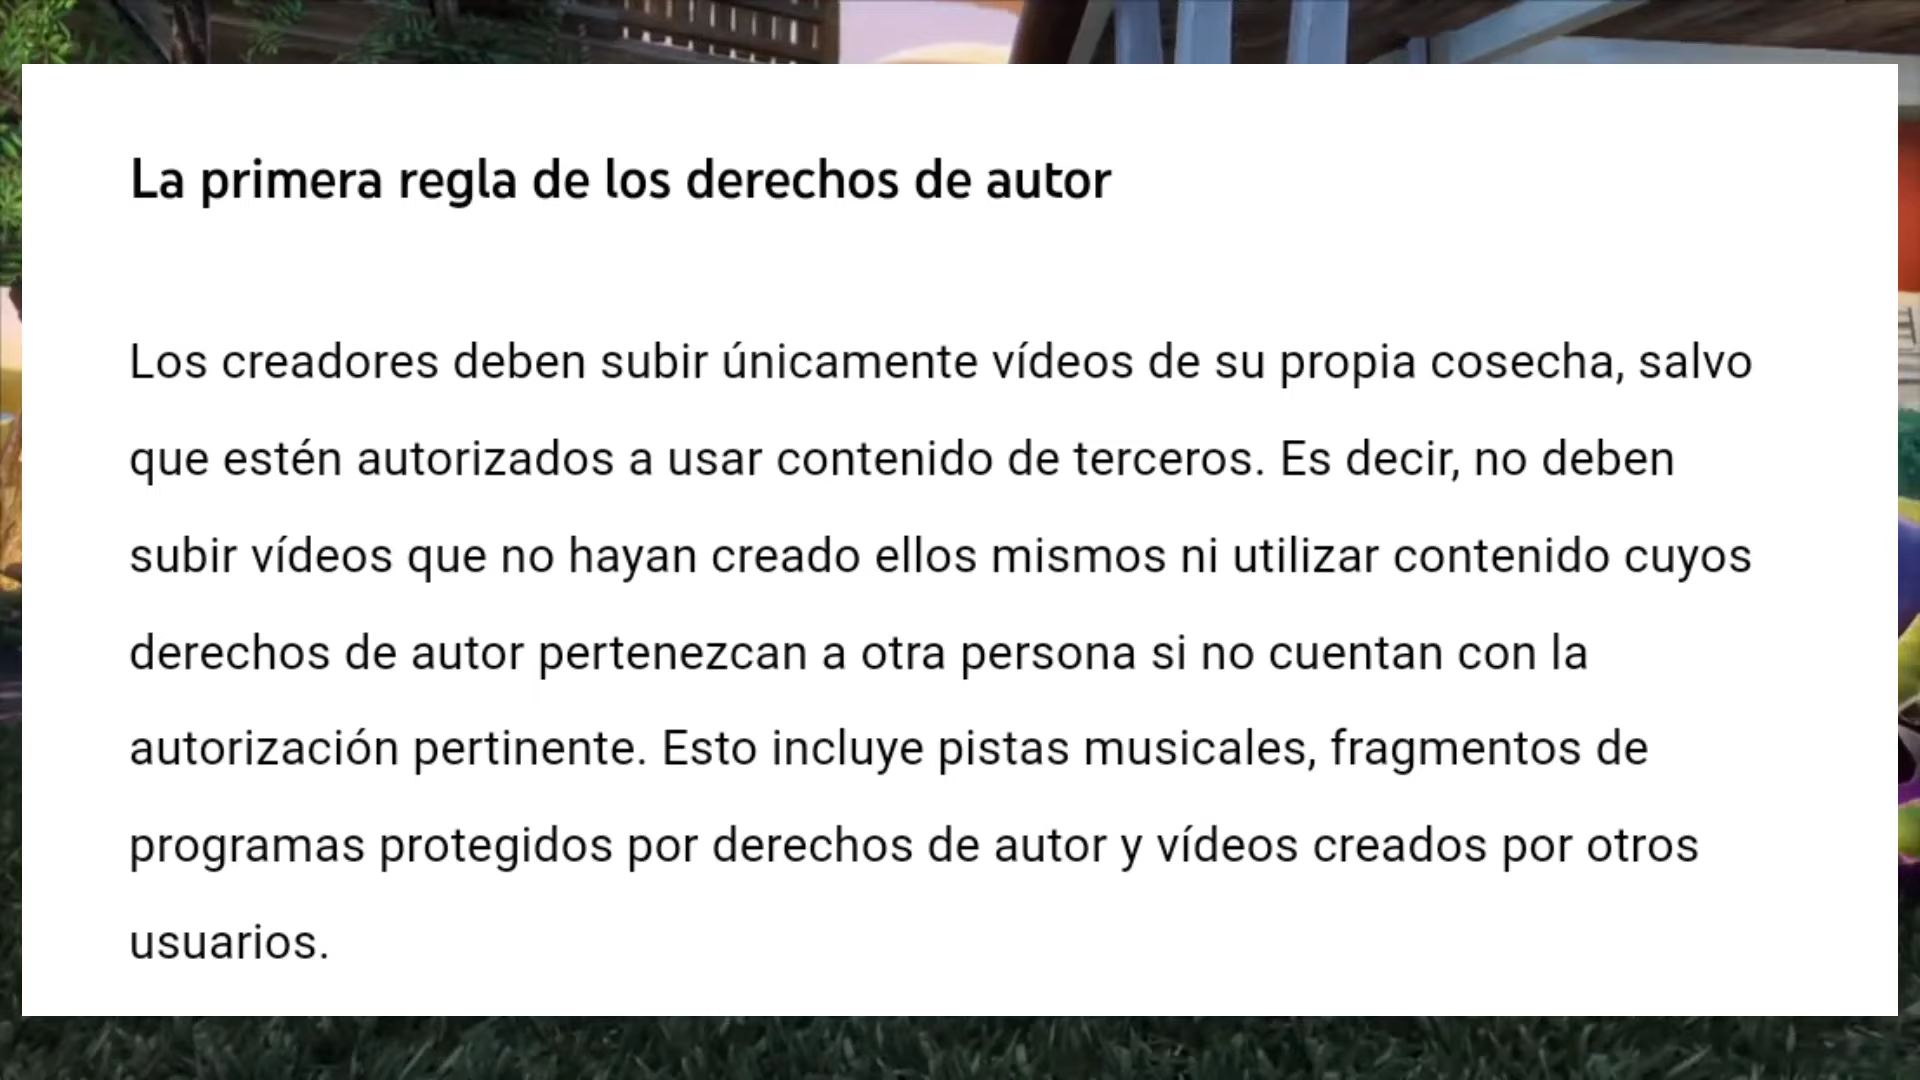 La primera regla de los derechos de autor
Los creadores deben subir únicamente vídeos de su propia cosecha, salvo
que estén autorizados a usar contenido de terceros. Es decir, no deben
subir vídeos que no hayan creado ellos mismos ni utilizar contenido cuyos
derechos de autor pertenezcan a otra persona si no cuentan con la
autorización pertinente. Esto incluye pistas musicales, fragmentos de
programas protegidos por derechos de autor y vídeos creados por otros
usuarios.